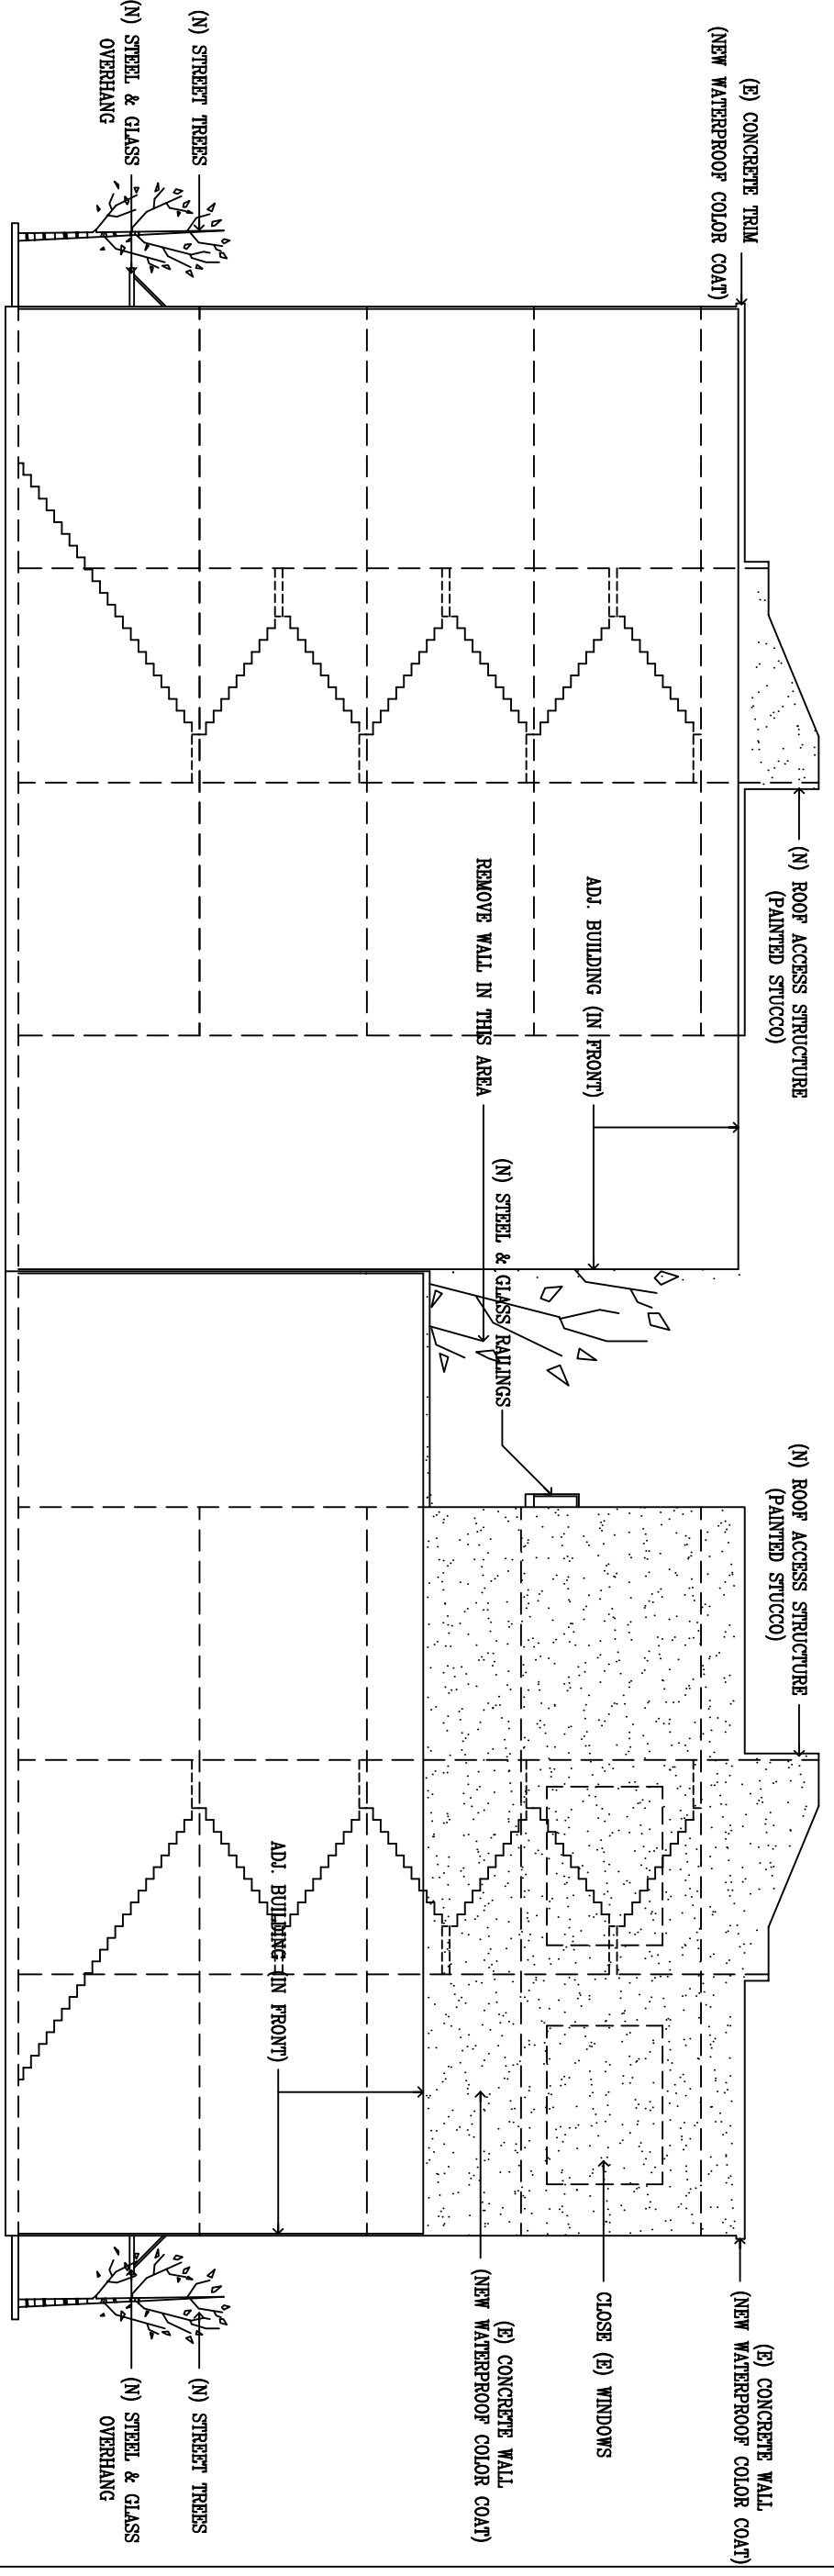 (E) CONCRETE TRIM
(NEW WATERPROOF COLOR COAT)
(N) STREET TREES
(N) STEEL & GLASS
OVERHANG
(N) ROOF ACCESS STRUCTURE
(PAINTED STUCCO)
ADJ. BUILDING (IN FRONT)
REMOVE WALL IN THIS AREA
(N) STEEL & GLASS RAILINGS
(N) ROOF ACCESS STRUCTURE
(PAINTED STUCCO)
ADJ. BUILDING (IN FRONT)
(E) CONCRETE WALL
(NEW WATERPROOF COLOR COAT)
CLOSE (E) WINDOWS
(E) CONCRETE WALL
(NEW WATERPROOF COLOR COAT)
(N) STREET TREES
(N) STEEL & GLASS
OVERHANG